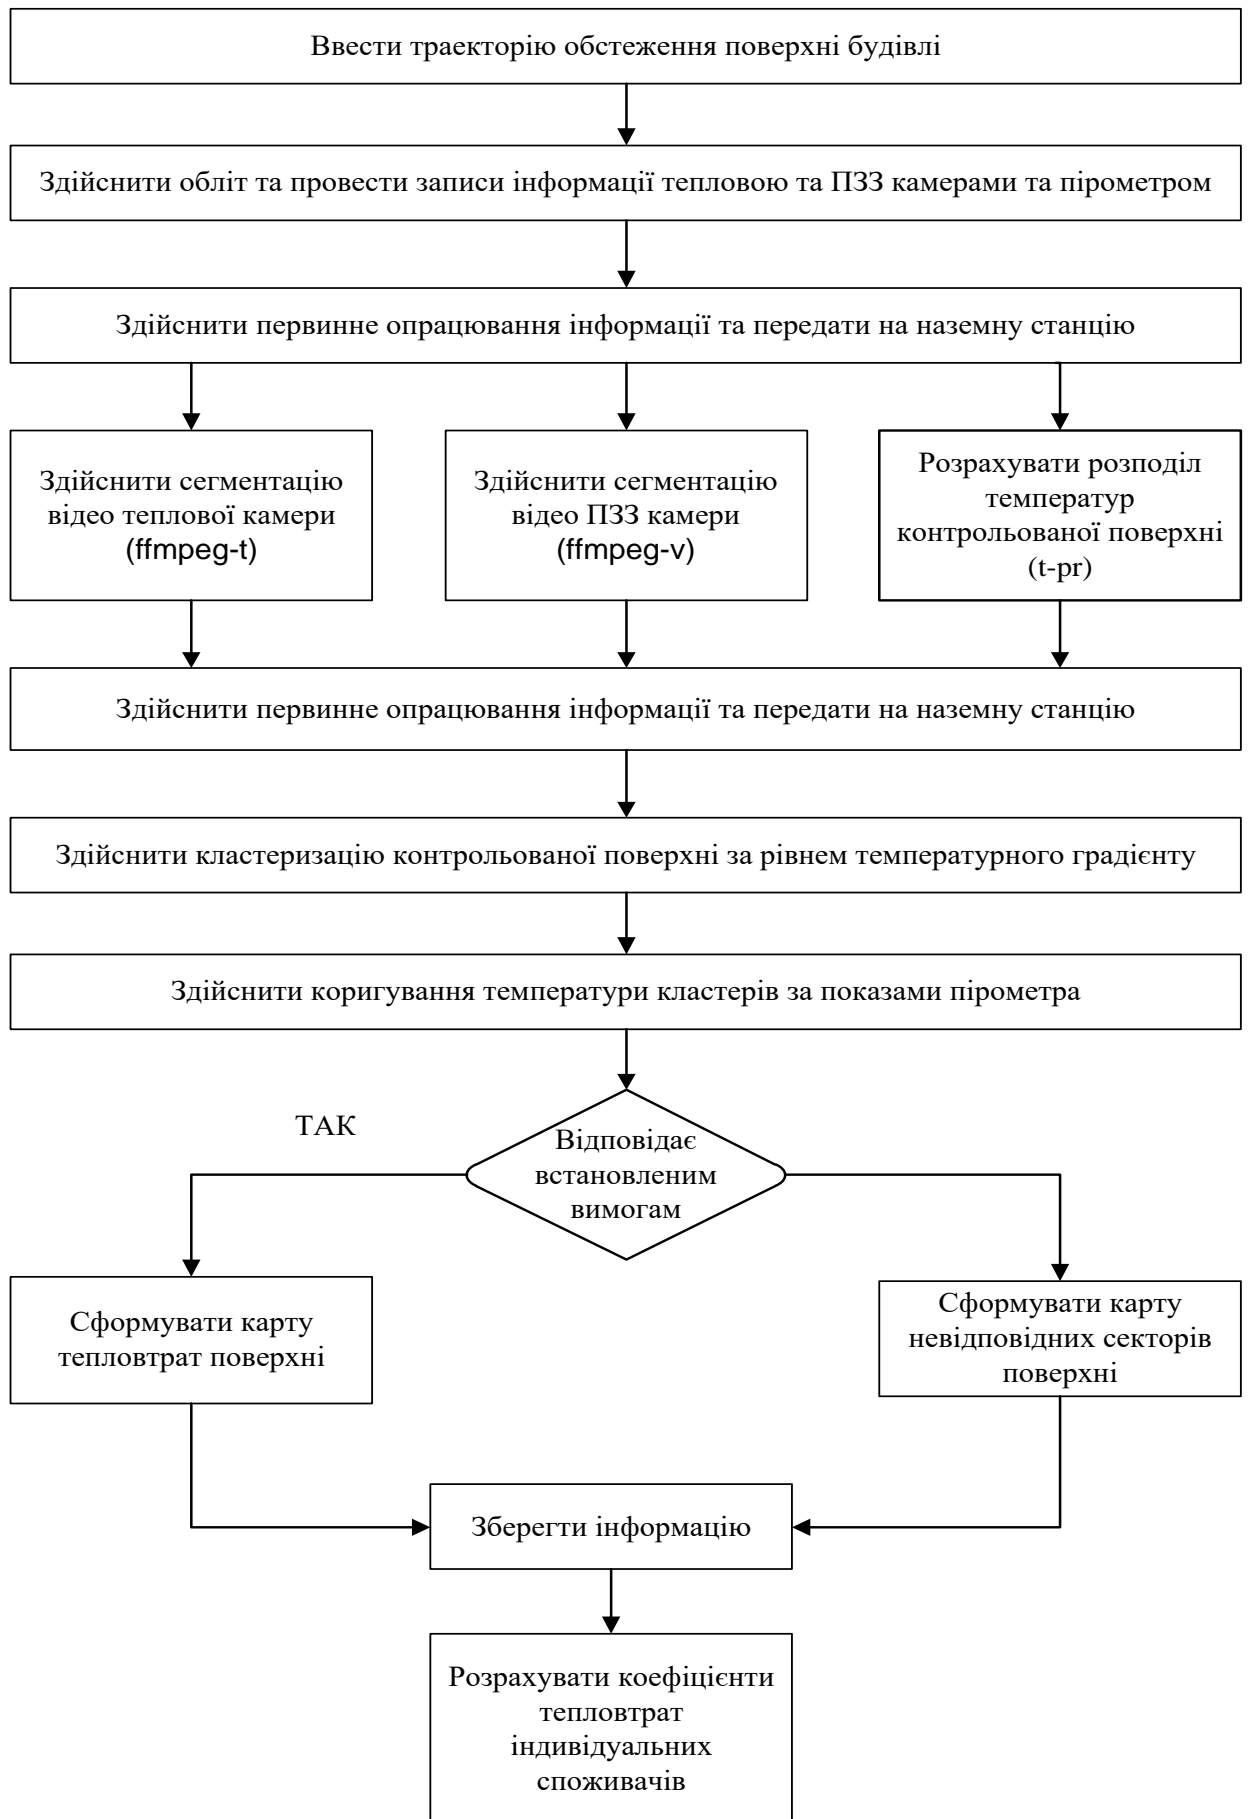 Ввести траекторію обстеження поверхні будівлі
Здійснити обліт та провести записи інформації тепловою та ПЗЗ камерами та пірометром
Здійснити первинне опрацювання інформації та передати на наземну станцію
Здійснити сегментацію
відео теплової камери
(ffmpeg-t)
Здійснити сегментацію
відео ПЗЗ камери
(ffmpeg-v)
Розрахувати розподіл
температур
контрольованої поверхні
(t-pr)
Здійснити первинне опрацювання інформації та передати на наземну станцію
Здійснити кластеризацію контрольованої поверхні за рівнем температурного градієнту
Здійснити коригування температури кластерів за показами пірометра
ТАК
Відповідає
встановленим
вимогам
Сформувати карту
тепловтрат поверхні
Сформувати карту
невідповідних секторів
поверхні
Зберегти інформацію
Розрахувати коефіцієнти
тепловтрат
індивідуальних
споживачів